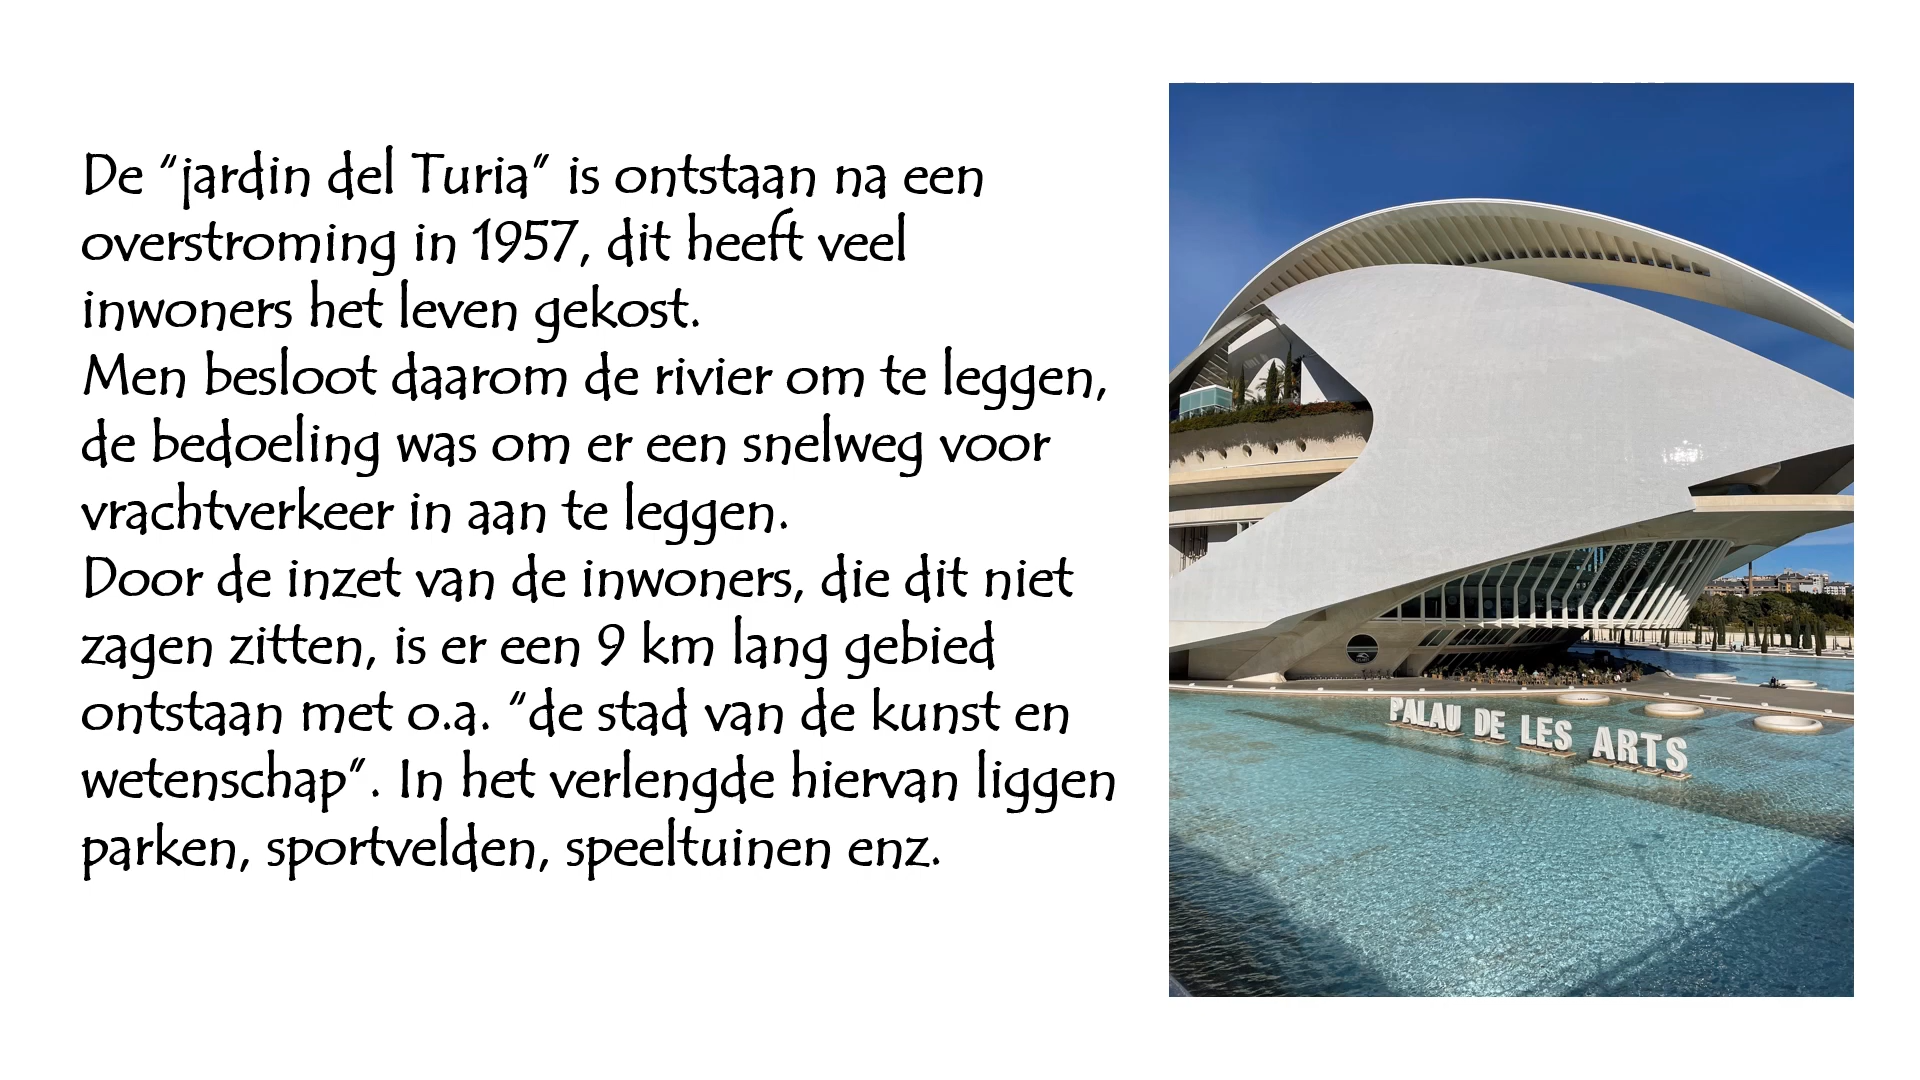 De “jardin del Turia” is ontstaan na een
overstroming in 1957, dit heeft veel
inwoners het leven gekost.
Men besloot daarom de rivier om te leggen,
de bedoeling was om er een snelweg voor
vrachtverkeer in aan te leggen.
Door de inzet van de inwoners, die dit niet
zagen zitten, is er een 9 km lang gebied
ontstaan met o.a. “de stad van de kunst en
wetenschap”. In het verlengde hiervan liggen
parken, sportvelden, speeltuinen enz.
PALAU DE LES ARTS